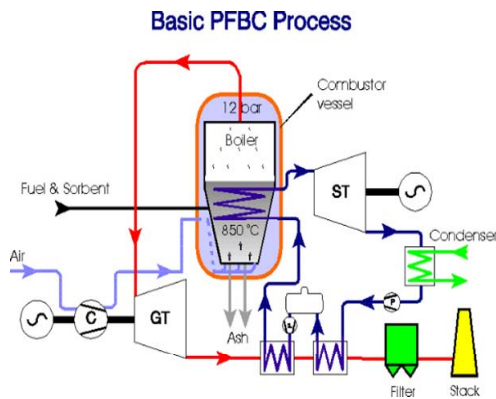 Basic PFBC Process
Combustor
vessel
12 bar
Boiler
Fuel & Sorbent
ST
850 °C
Condenser
Air
C
GT
P
Ash
Filter
Stack